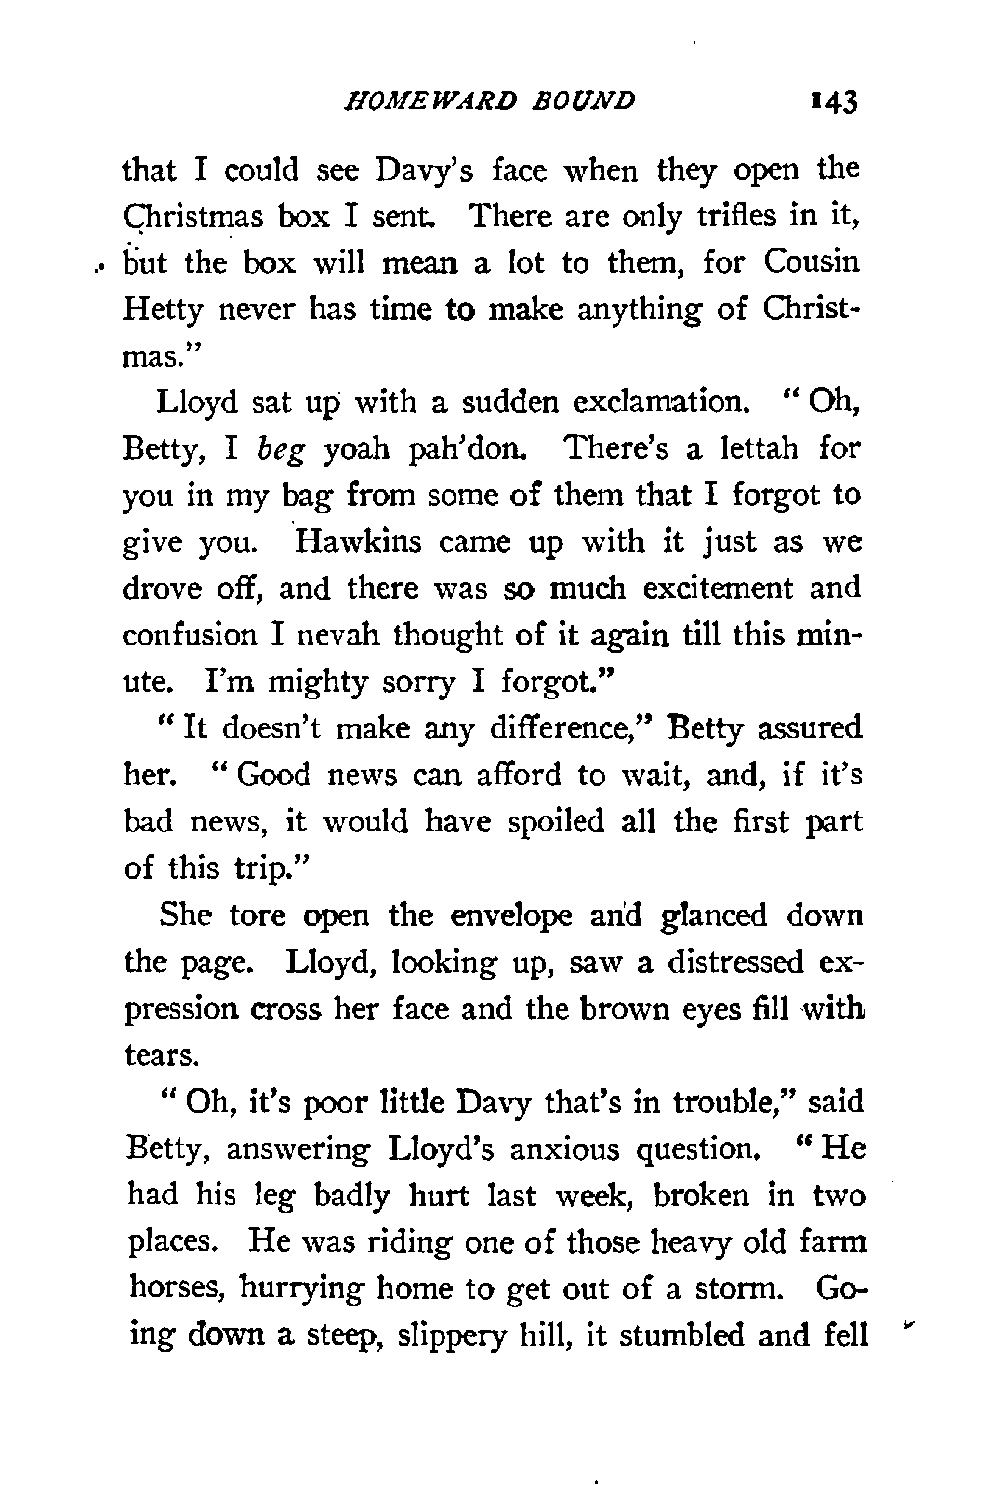 HOMEWARD BOUND 143
that I could see Davy's face when they open the
Christmas box I sent. There are only trifles in it,
but the box will mean a lot to them, for Cousin
Hetty never has time to make anything of Christ-
mas."
Lloyd sat up with a sudden exclamation. "Oh,
Betty, I beg yoah pah'don. There's a lettah for
you in my bag from some of them that I forgot to
give you. Hawkins came up with it just as we
drove off, and there was so much excitement and
confusion I nevah thought of it again till this min-
ute. I'm mighty sorry I forgot."
"It doesn't make any difference," Betty assured
her. "Good news can afford to wait, and, if it's
bad news, it would have spoiled all the first part
of this trip."
She tore open the envelope and glanced down
the page. Lloyd, looking up, saw a distressed ex-
pression cross her face and the brown eyes fill with
tears.
"Oh, it's poor little Davy that's in trouble," said
Betty, answering Lloyd's anxious question. "He
had his leg badly hurt last week, broken in two
places. He was riding one of those heavy old farm
horses, hurrying home to get out of a storm. Go-
ing down a steep, slippery hill, it stumbled and fell